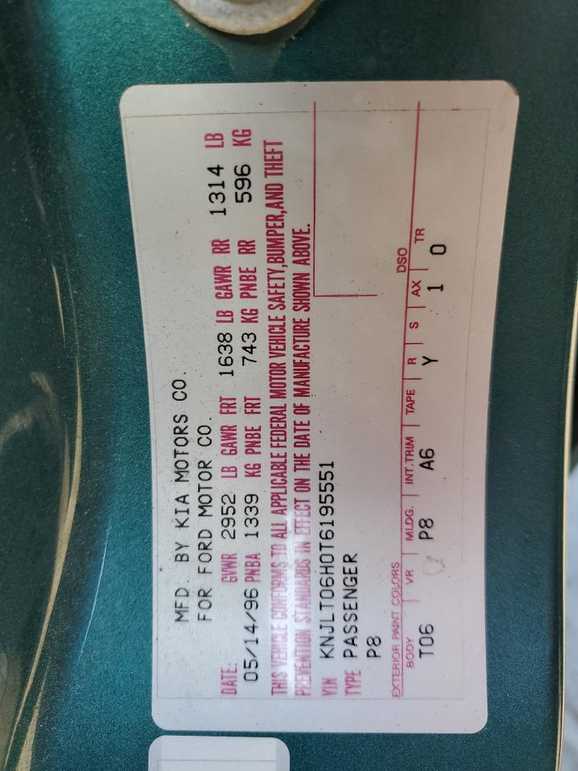 MFD. BY KIA MOTORS CO.
FOR FORD MOTOR CO.
DATE: GVWR 2952 LB GAWR FRT 1638 LB GAWR RR 1314 LB
05/14/96 PNBA 1339 KG PNBE FRT 743 KG PNBE RR 596 KG
THIS VEHICLE CONFORMS TO ALL APPLICABLE FEDERAL MOTOR VEHICLE SAFETY, BUMPER, AND THEFT
PREVENTION STANDARDS IN EFFECT ON THE DATE OF MANUFACTURE SHOWN ABOVE.
VIN KNJLT06H0T6195551
TYPE PASSENGER
P8
EXTERIOR PAINT COLORS DSO
BODY VR MLDG. INT. TRIM TAPE R S AX TR
T06 P8 A6 Y 1 0